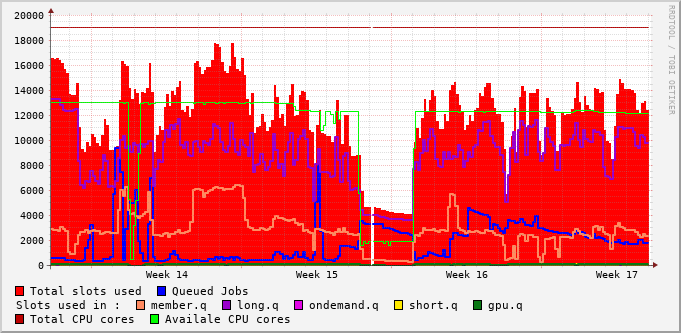 20000
18000
16000
14000
12000
10000
8000
6000
4000
2000
0
Week 14 Week 15 Week 16 Week 17
Total slots used Queued Jobs
Slots used in : member.q long.q ondemand.q short.q gpu.q
Total CPU cores Availale CPU cores
RRDTOOL / TOBI OETIKER